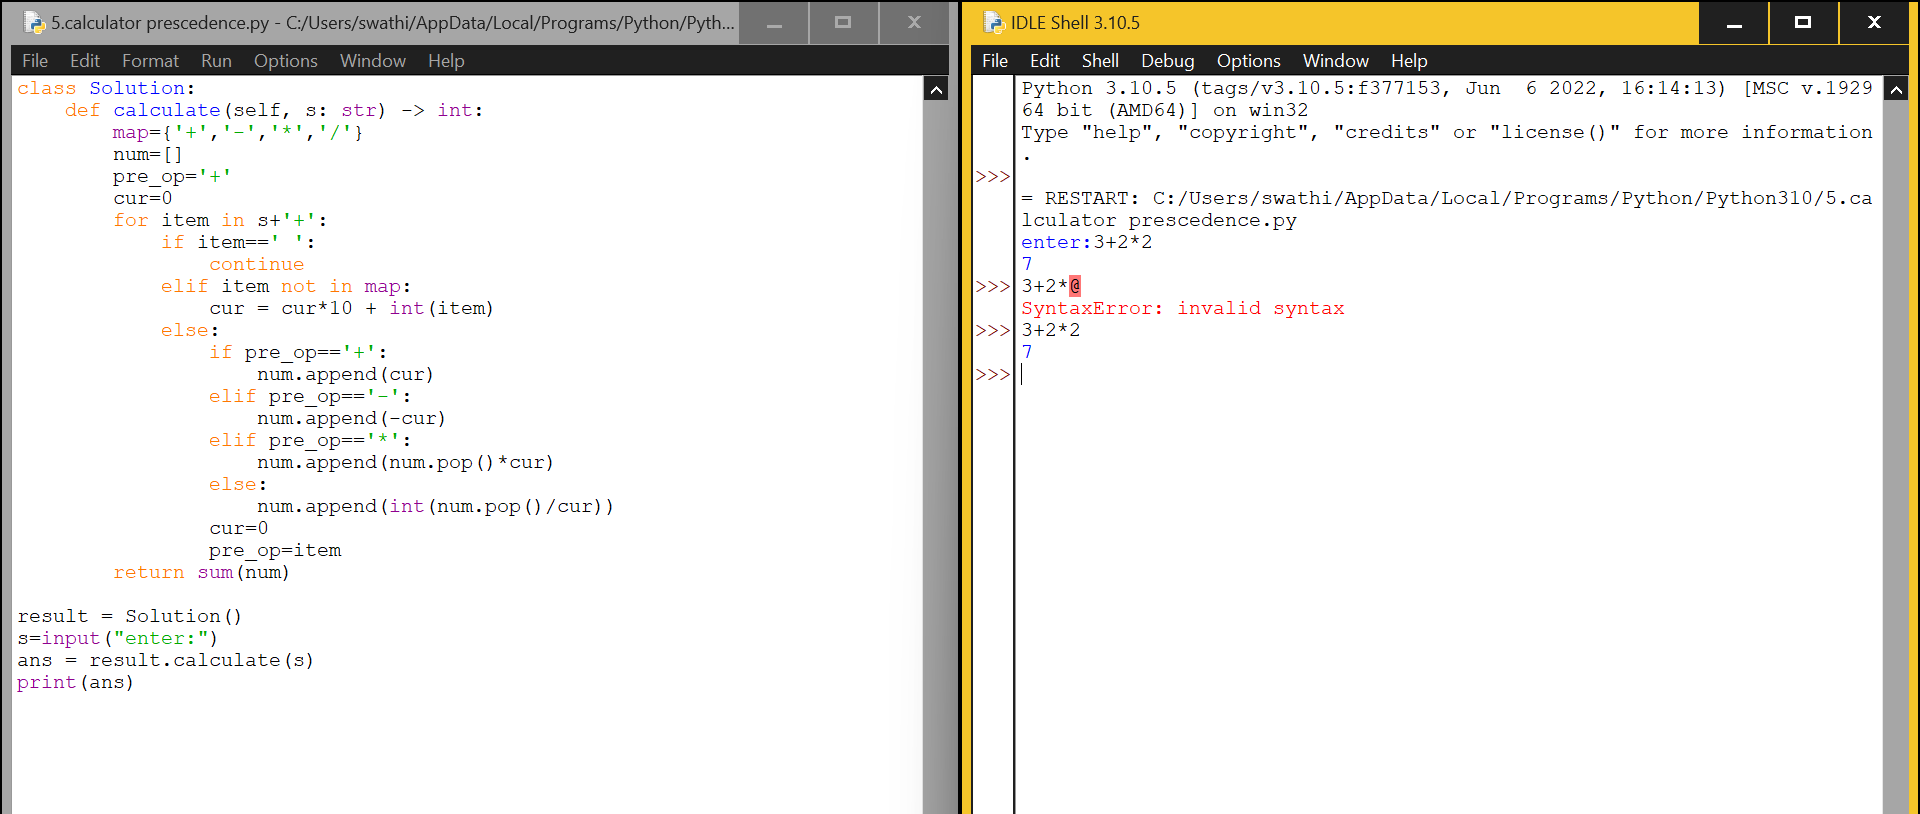 5.calculator prescedence.py - C:/Users/swathi/AppData/Local/Programs/Python/Pyth...
File Edit Format Run Options Window Help
class Solution:
    def calculate(self, s: str) -> int:
        map={'+','-','*','/'}
        num=[]
        pre_op='+'
        cur=0
        for item in s+'+':
            if item==' ':
                continue
            elif item not in map:
                cur = cur*10 + int(item)
            else:
                if pre_op=='+':
                    num.append(cur)
                elif pre_op=='-':
                    num.append(-cur)
                elif pre_op=='*':
                    num.append(num.pop()*cur)
                else:
                    num.append(int(num.pop()/cur))
                cur=0
                pre_op=item
        return sum(num)

result = Solution()
s=input("enter:")
ans = result.calculate(s)
print(ans)
IDLE Shell 3.10.5
File Edit Shell Debug Options Window Help
Python 3.10.5 (tags/v3.10.5:f377153, Jun  6 2022, 16:14:13) [MSC v.1929
64 bit (AMD64)] on win32
Type "help", "copyright", "credits" or "license()" for more information
.
>>>
= RESTART: C:/Users/swathi/AppData/Local/Programs/Python/Python310/5.ca
lculator prescedence.py
enter:3+2*2
7
>>> 3+2*@
SyntaxError: invalid syntax
>>> 3+2*2
7
>>>